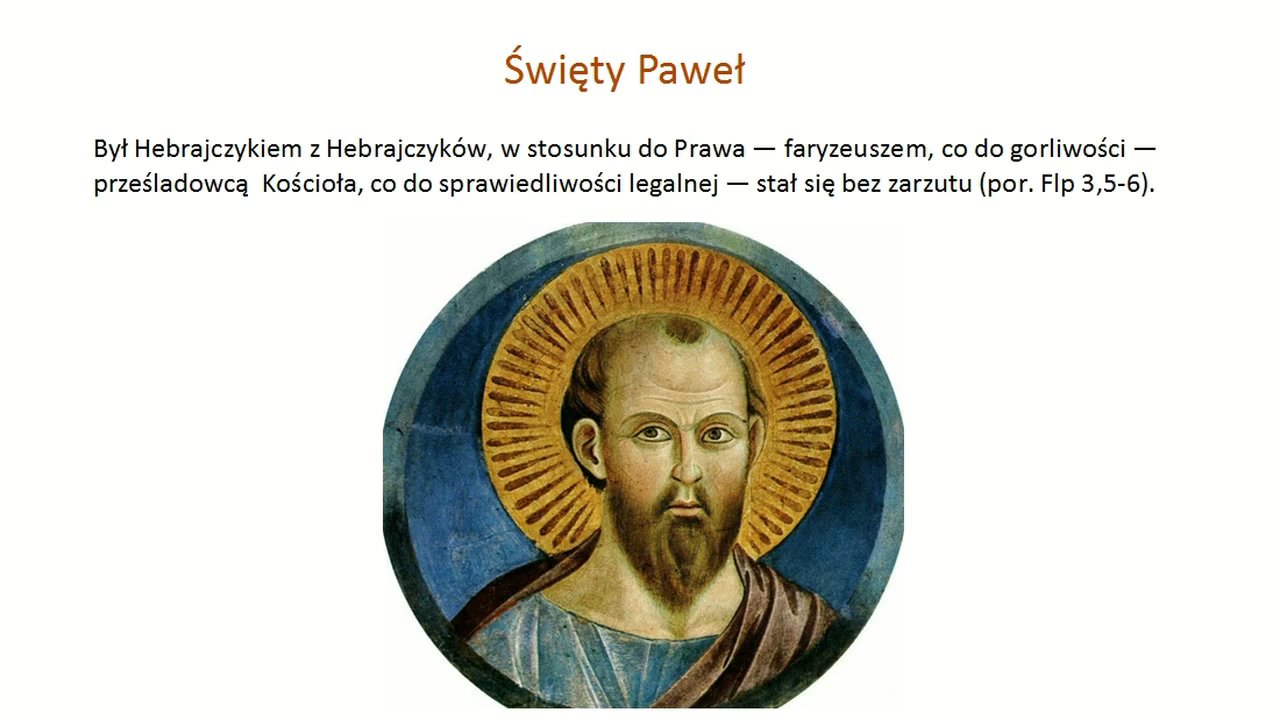 Święty Paweł
Był Hebrajczykiem z Hebrajczyków, w stosunku do Prawa — faryzeuszem, co do gorliwości —
prześladowcą  Kościoła, co do sprawiedliwości legalnej — stał się bez zarzutu (por. Flp 3,5-6).